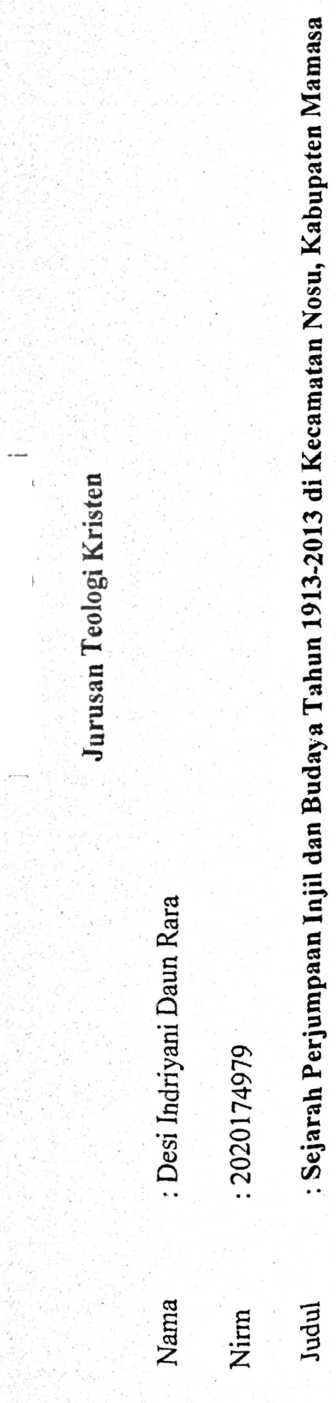 Jurusan Teologi Kristen
Nama : Desi Indriyani Daun Rara
Nirm : 2020174979
Judul : Sejarah Perjumpaan Injil dan Budaya Tahun 1913-2013 di Kecamatan Nosu, Kabupaten Mamasa